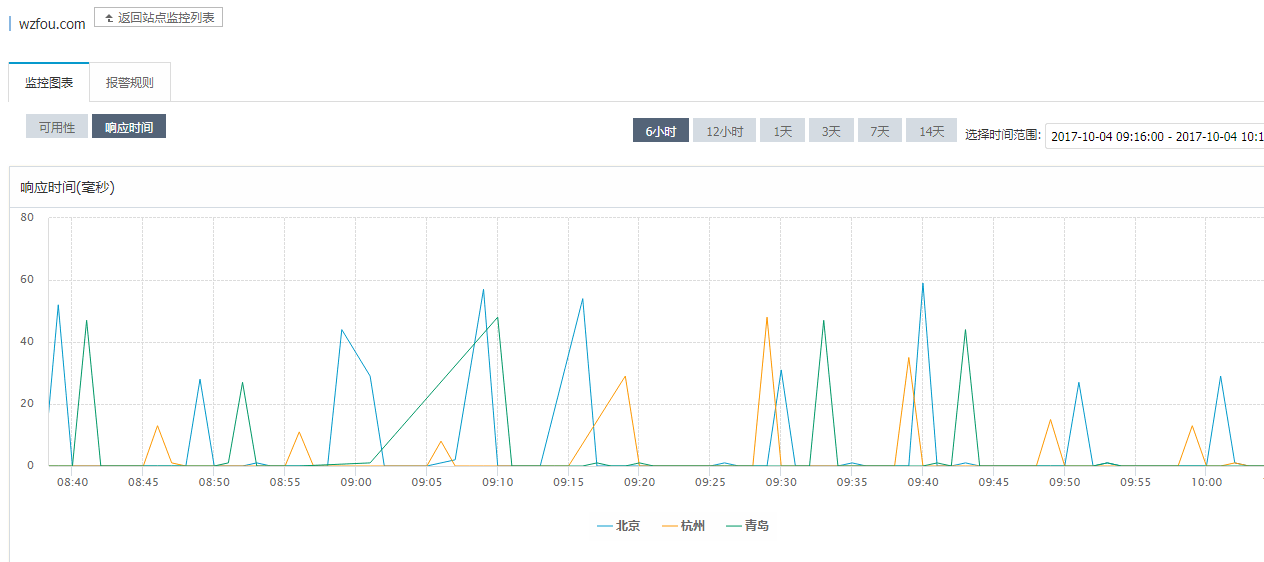 wzfou.com 返回站点监控列表
监控图表 报警规则
可用性 响应时间 6小时 12小时 1天 3天 7天 14天 选择时间范围: 2017-10-04 09:16:00 - 2017-10-04 10:1
响应时间(毫秒)
80
60
40
20
0
08:40 08:45 08:50 08:55 09:00 09:05 09:10 09:15 09:20 09:25 09:30 09:35 09:40 09:45 09:50 09:55 10:00
北京 杭州 青岛